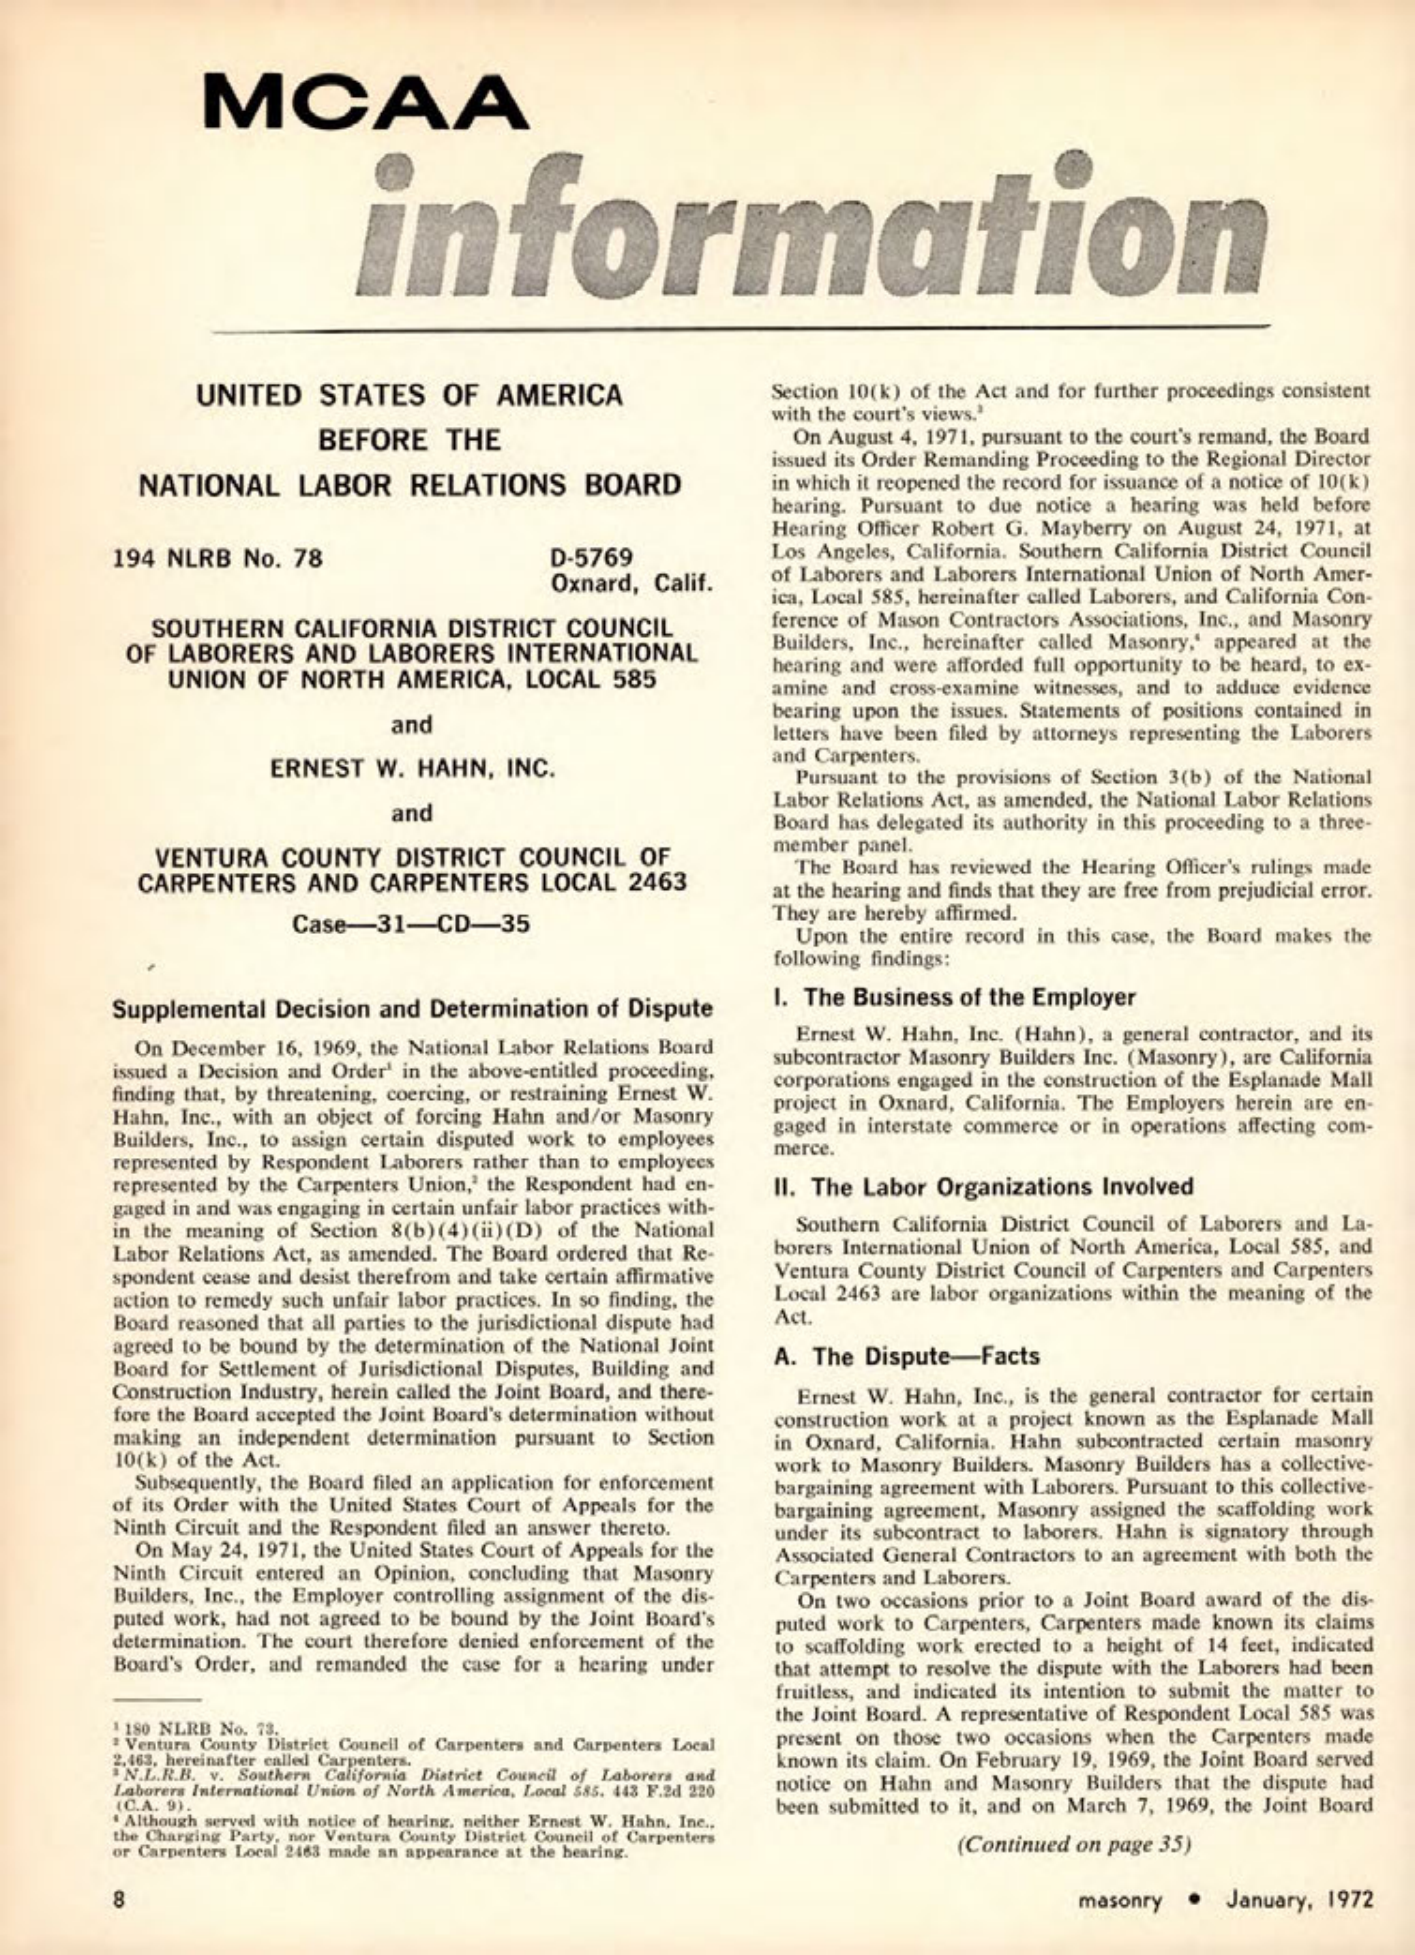 MCAA
information
UNITED STATES OF AMERICA
BEFORE THE
NATIONAL LABOR RELATIONS BOARD
194 NLRB No. 78 D-5769
Oxnard, Calif.
SOUTHERN CALIFORNIA DISTRICT COUNCIL
OF LABORERS AND LABORERS INTERNATIONAL
UNION OF NORTH AMERICA, LOCAL 585
and
ERNEST W. HAHN, INC.
and
VENTURA COUNTY DISTRICT COUNCIL OF
CARPENTERS AND CARPENTERS LOCAL 2463
Case—31—CD—35
Supplemental Decision and Determination of Dispute
On December 16, 1969, the National Labor Relations Board
issued a Decision and Order¹ in the above-entitled proceeding,
finding that, by threatening, coercing, or restraining Ernest W.
Hahn, Inc., with an object of forcing Hahn and/or Masonry
Builders, Inc., to assign certain disputed work to employees
represented by Respondent Laborers rather than to employees
represented by the Carpenters Union,² the Respondent had en-
gaged in and was engaging in certain unfair labor practices with-
in the meaning of Section 8(b)(4)(ii)(D) of the National
Labor Relations Act, as amended. The Board ordered that Re-
spondent cease and desist therefrom and take certain affirmative
action to remedy such unfair labor practices. In so finding, the
Board reasoned that all parties to the jurisdictional dispute had
agreed to be bound by the determination of the National Joint
Board for Settlement of Jurisdictional Disputes, Building and
Construction Industry, herein called the Joint Board, and there-
fore the Board accepted the Joint Board's determination without
making an independent determination pursuant to Section
10(k) of the Act.
Subsequently, the Board filed an application for enforcement
of its Order with the United States Court of Appeals for the
Ninth Circuit and the Respondent filed an answer thereto.
On May 24, 1971, the United States Court of Appeals for the
Ninth Circuit entered an Opinion, concluding that Masonry
Builders, Inc., the Employer controlling assignment of the dis-
puted work, had not agreed to be bound by the Joint Board's
determination. The court therefore denied enforcement of the
Board's Order, and remanded the case for a hearing under
¹ 180 NLRB No. 73.
² Ventura County District Council of Carpenters and Carpenters Local
2,463, hereinafter called Carpenters.
³ N.L.R.B. v. Southern California District Council of Laborers and
Laborers International Union of North America, Local 585, 443 F.2d 220
(C.A. 9).
⁴ Although served with notice of hearing, neither Ernest W. Hahn, Inc.,
the Charging Party, nor Ventura County District Council of Carpenters
or Carpenters Local 2463 made an appearance at the hearing.
Section 10(k) of the Act and for further proceedings consistent
with the court's views.³
On August 4, 1971, pursuant to the court's remand, the Board
issued its Order Remanding Proceeding to the Regional Director
in which it reopened the record for issuance of a notice of 10(k)
hearing. Pursuant to due notice a hearing was held before
Hearing Officer Robert G. Mayberry on August 24, 1971, at
Los Angeles, California. Southern California District Council
of Laborers and Laborers International Union of North Amer-
ica, Local 585, hereinafter called Laborers, and California Con-
ference of Mason Contractors Associations, Inc., and Masonry
Builders, Inc., hereinafter called Masonry,⁴ appeared at the
hearing and were afforded full opportunity to be heard, to ex-
amine and cross-examine witnesses, and to adduce evidence
bearing upon the issues. Statements of positions contained in
letters have been filed by attorneys representing the Laborers
and Carpenters.
Pursuant to the provisions of Section 3(b) of the National
Labor Relations Act, as amended, the National Labor Relations
Board has delegated its authority in this proceeding to a three-
member panel.
The Board has reviewed the Hearing Officer's rulings made
at the hearing and finds that they are free from prejudicial error.
They are hereby affirmed.
Upon the entire record in this case, the Board makes the
following findings:
I. The Business of the Employer
Ernest W. Hahn, Inc. (Hahn), a general contractor, and its
subcontractor Masonry Builders Inc. (Masonry), are California
corporations engaged in the construction of the Esplanade Mall
project in Oxnard, California. The Employers herein are en-
gaged in interstate commerce or in operations affecting com-
merce.
II. The Labor Organizations Involved
Southern California District Council of Laborers and La-
borers International Union of North America, Local 585, and
Ventura County District Council of Carpenters and Carpenters
Local 2463 are labor organizations within the meaning of the
Act.
A. The Dispute—Facts
Ernest W. Hahn, Inc., is the general contractor for certain
construction work at a project known as the Esplanade Mall
in Oxnard, California. Hahn subcontracted certain masonry
work to Masonry Builders. Masonry Builders has a collective-
bargaining agreement with Laborers. Pursuant to this collective-
bargaining agreement, Masonry assigned the scaffolding work
under its subcontract to laborers. Hahn is signatory through
Associated General Contractors to an agreement with both the
Carpenters and Laborers.
On two occasions prior to a Joint Board award of the dis-
puted work to Carpenters, Carpenters made known its claims
to scaffolding work erected to a height of 14 feet, indicated
that attempt to resolve the dispute with the Laborers had been
fruitless, and indicated its intention to submit the matter to
the Joint Board. A representative of Respondent Local 585 was
present on those two occasions when the Carpenters made
known its claim. On February 19, 1969, the Joint Board served
notice on Hahn and Masonry Builders that the dispute had
been submitted to it, and on March 7, 1969, the Joint Board
(Continued on page 35)
8
masonry • January, 1972